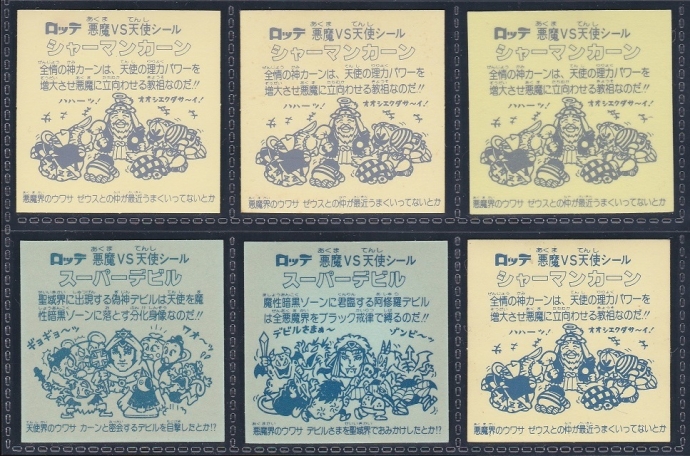 ロッテ 悪魔VS天使シール
シャーマンカーン
全情の神カーンは、天使の理力パワーを
増大させ悪魔に立向わせる教祖なのだ!!
ハハーッ!
オオシエクダサーイ!
悪魔界のウワサ ゼウスとの仲が最近うまくいってないとか
ロッテ 悪魔VS天使シール
シャーマンカーン
全情の神カーンは、天使の理力パワーを
増大させ悪魔に立向わせる教祖なのだ!!
ハハーッ!
オオシエクダサーイ!
悪魔界のウワサ ゼウスとの仲が最近うまくいってないとか
ロッテ 悪魔VS天使シール
シャーマンカーン
全情の神カーンは、天使の理力パワーを
増大させ悪魔に立向わせる教祖なのだ!!
ハハーッ!
オオシエクダサーイ!
悪魔界のウワサ ゼウスとの仲が最近うまくいってないとか
ロッテ 悪魔VS天使シール
スーパーデビル
聖域界に出現する偽神デビルは天使を魔
性暗黒ゾーンに落とす分化身像なのだ!!
ギョギョ〜ッ
ワオ〜ッ
天使界のウワサ カーンと密会するデビルを目撃したとか!?
ロッテ 悪魔VS天使シール
スーパーデビル
魔性暗黒ゾーンに君臨する阿修羅デビル
は全悪魔界をブラック戒律で縛るのだ!!
デビルさまぁ〜
ゾンビ〜ッ
悪魔界のウワサ デビルさまを聖域界でおみかけしたとか!?
ロッテ 悪魔VS天使シール
シャーマンカーン
全情の神カーンは、天使の理力パワーを
増大させ悪魔に立向わせる教祖なのだ!!
ハハーッ!
オオシエクダサーイ!
悪魔界のウワサ ゼウスとの仲が最近うまくいってないとか